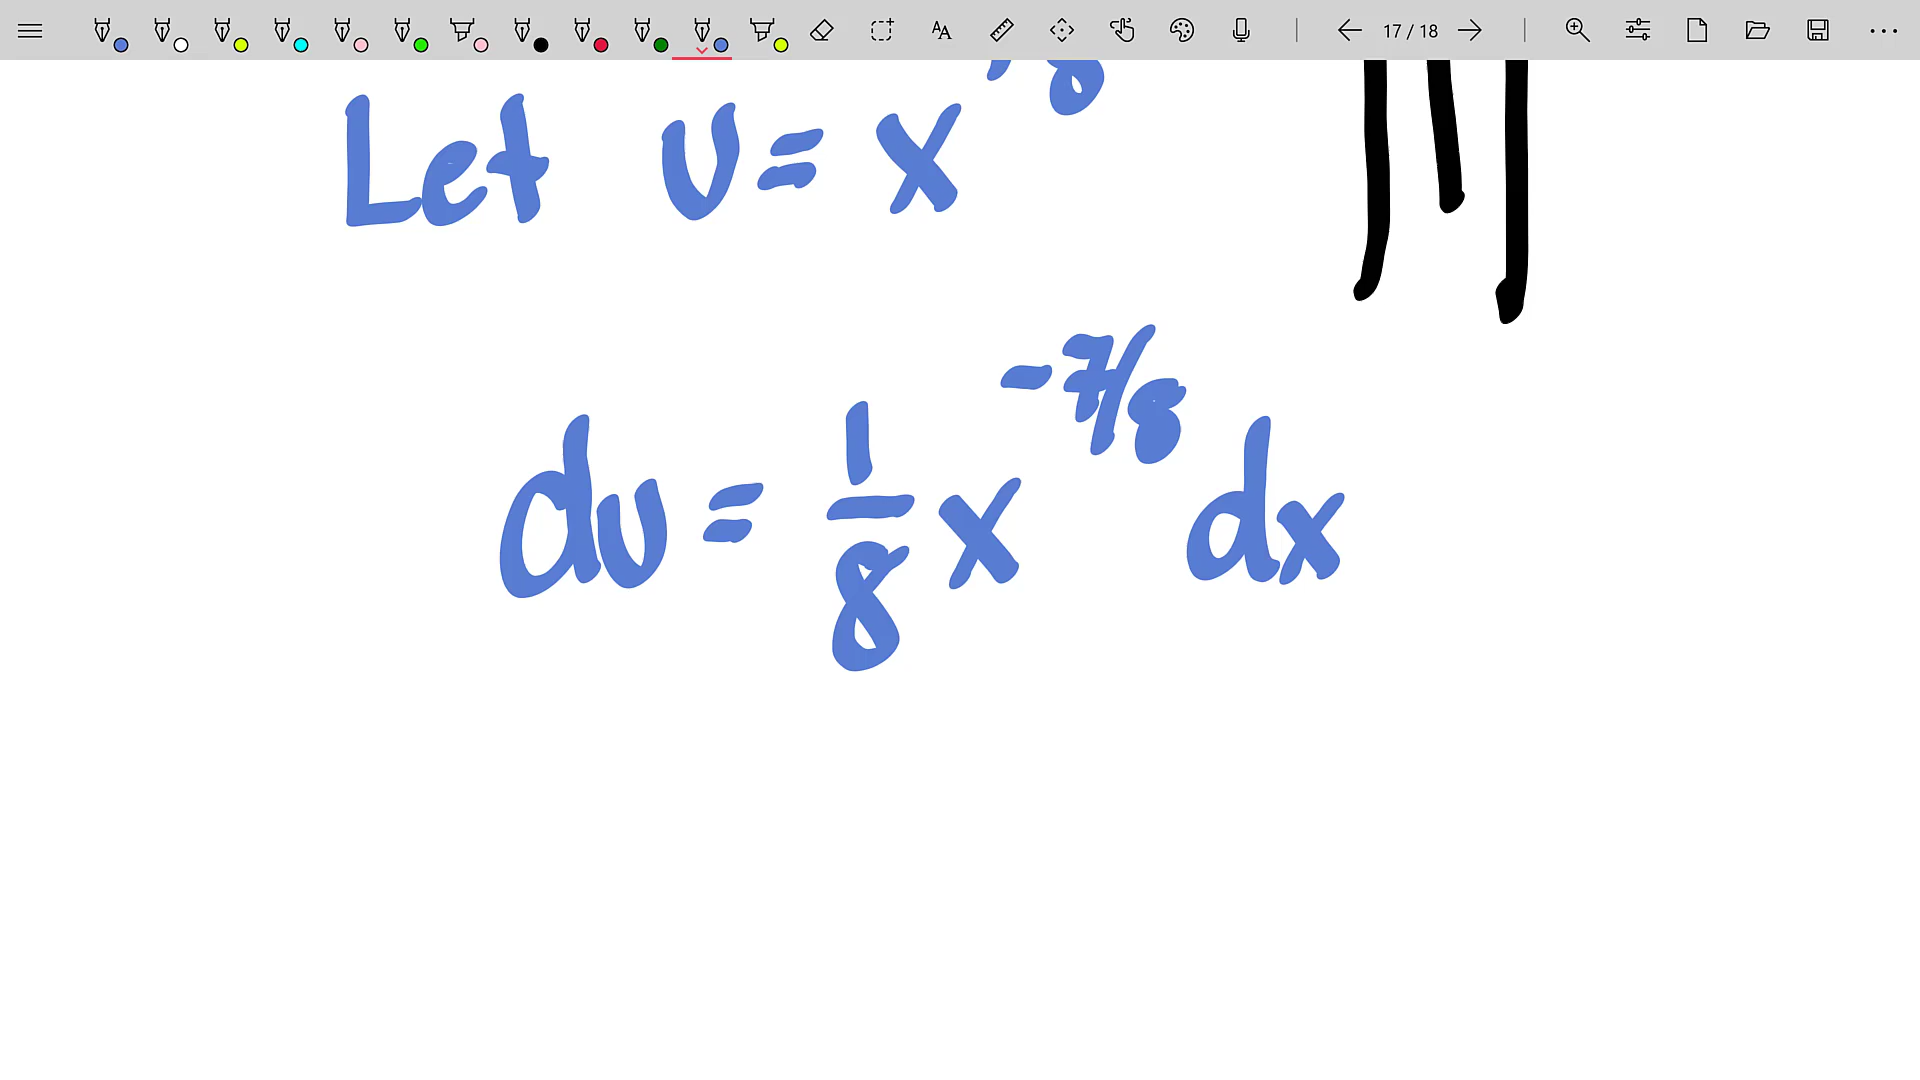 17 / 18
Let u = x
du = 1/8 x^{-7/8} dx